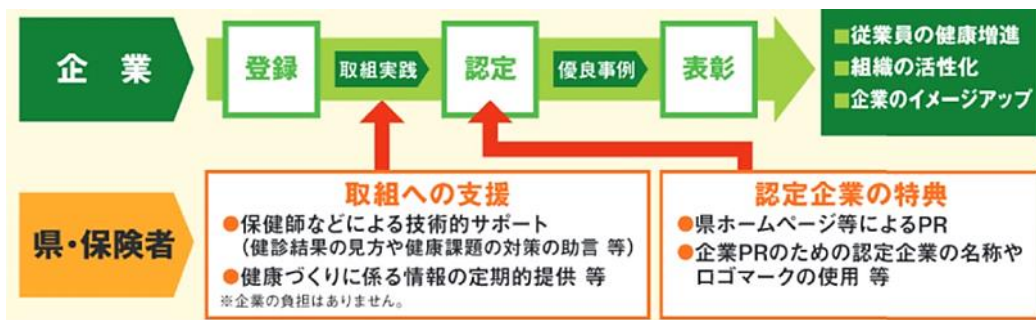 企業
登録
取組実践
認定
優良事例
表彰
■従業員の健康増進
■組織の活性化
■企業のイメージアップ
県・保険者
取組への支援
●保健師などによる技術的サポート
(健診結果の見方や健康課題の対策の助言 等)
●健康づくりに係る情報の定期的提供 等
※企業の負担はありません。
認定企業の特典
●県ホームページ等によるPR
●企業PRのための認定企業の名称や
ロゴマークの使用 等